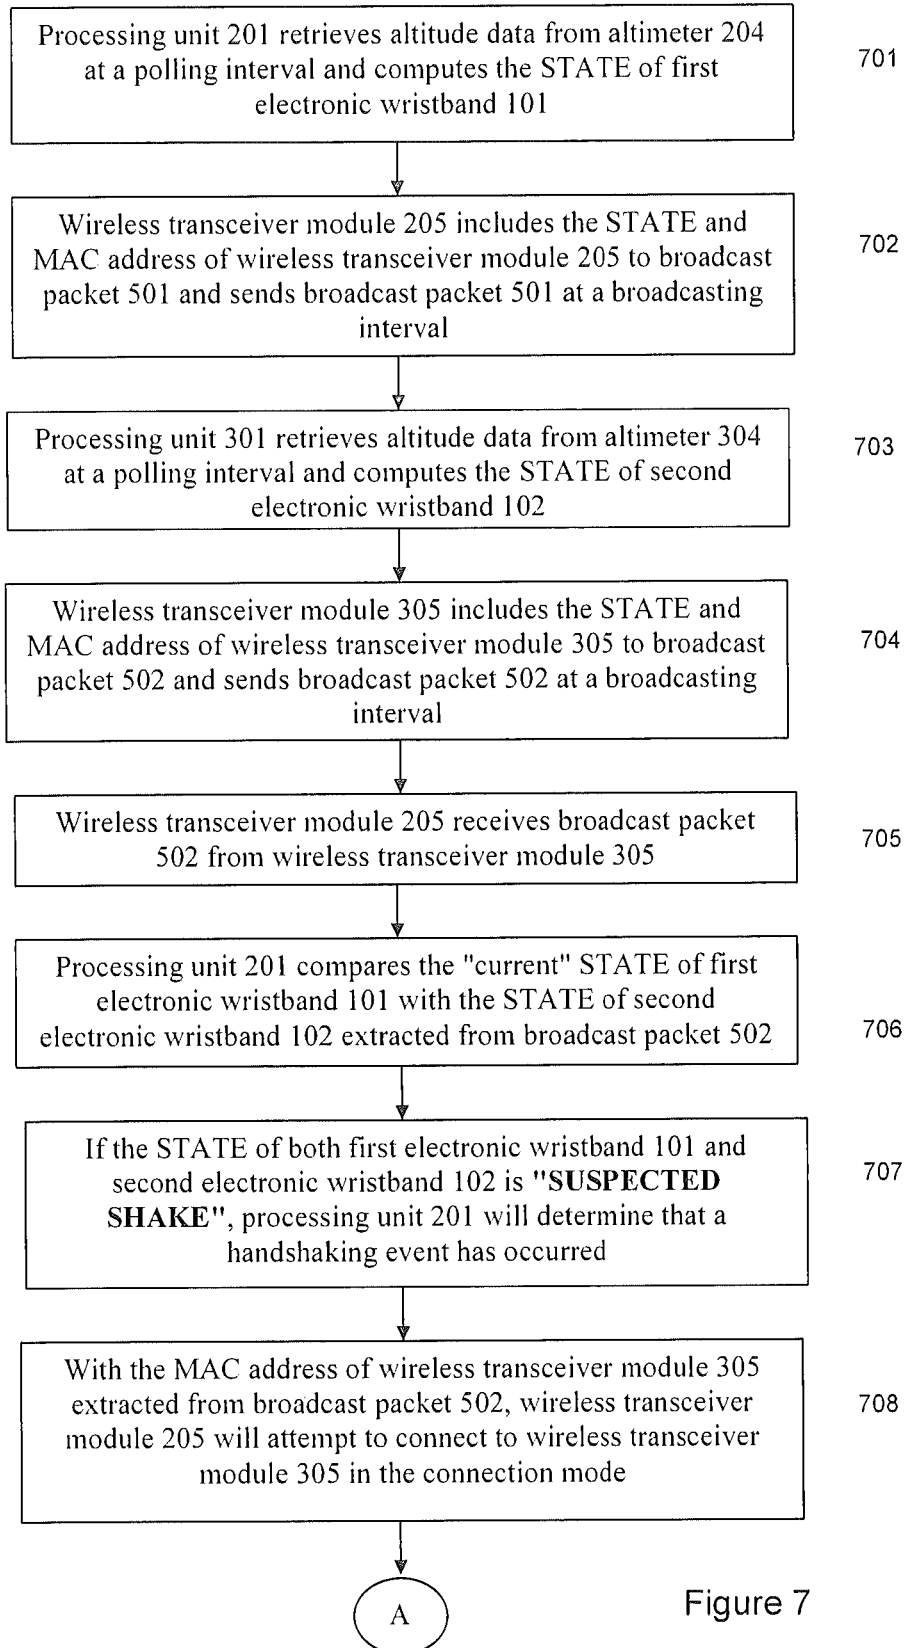 Processing unit 201 retrieves altitude data from altimeter 204
at a polling interval and computes the STATE of first
electronic wristband 101
701
Wireless transceiver module 205 includes the STATE and
MAC address of wireless transceiver module 205 to broadcast
packet 501 and sends broadcast packet 501 at a broadcasting
interval
702
Processing unit 301 retrieves altitude data from altimeter 304
at a polling interval and computes the STATE of second
electronic wristband 102
703
Wireless transceiver module 305 includes the STATE and
MAC address of wireless transceiver module 305 to broadcast
packet 502 and sends broadcast packet 502 at a broadcasting
interval
704
Wireless transceiver module 205 receives broadcast packet
502 from wireless transceiver module 305
705
Processing unit 201 compares the "current" STATE of first
electronic wristband 101 with the STATE of second
electronic wristband 102 extracted from broadcast packet 502
706
If the STATE of both first electronic wristband 101 and
second electronic wristband 102 is "SUSPECTED
SHAKE", processing unit 201 will determine that a
handshaking event has occurred
707
With the MAC address of wireless transceiver module 305
extracted from broadcast packet 502, wireless transceiver
module 205 will attempt to connect to wireless transceiver
module 305 in the connection mode
708
A
Figure 7